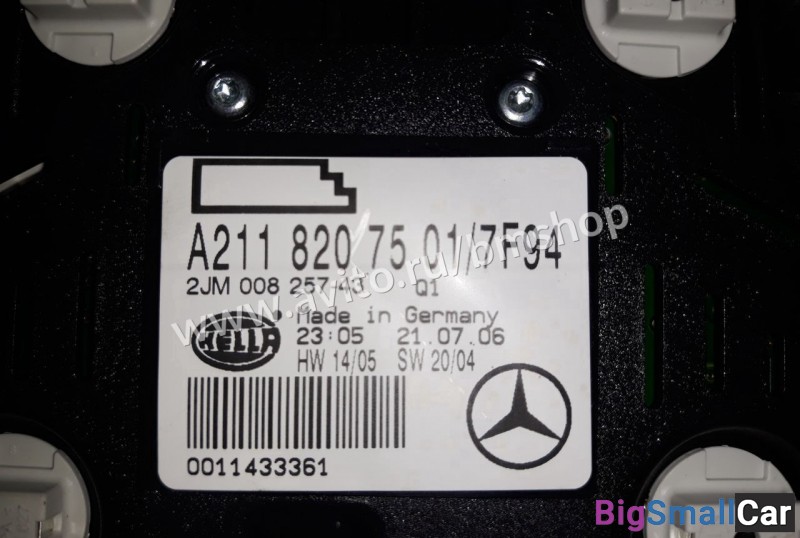 A211 820 75 01/7F94
2JM 008 257-43 Q1
HELLA
Made in Germany
23:05 21.07.06
HW 14/05 SW 20/04
0011433361
www.avito.ru/bmshop
BigSmallCar